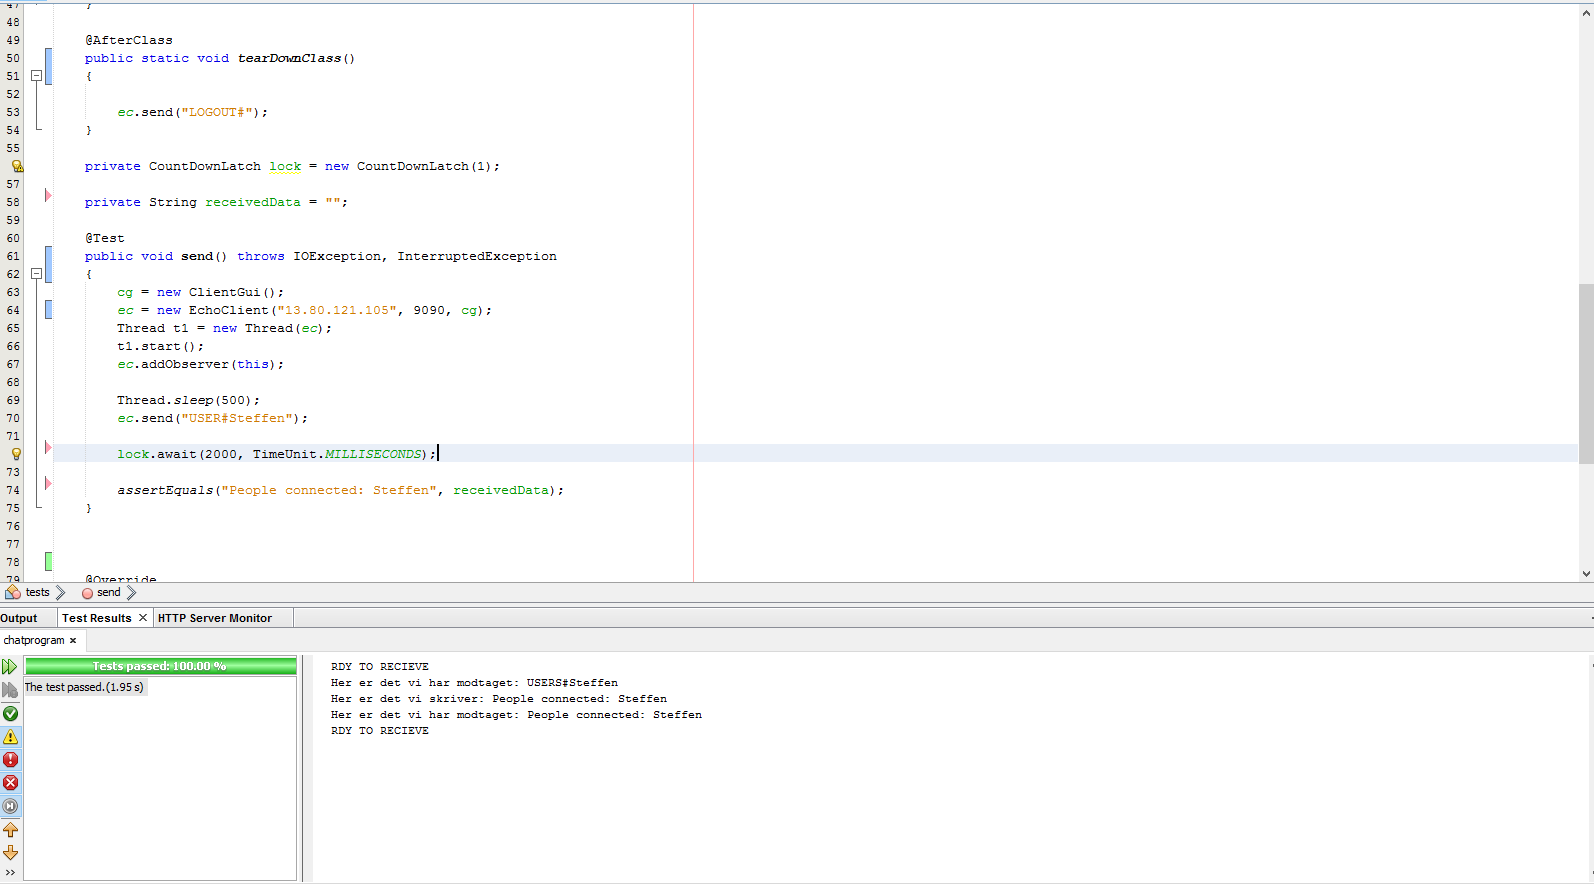 47 }
48
49 @AfterClass
50 public static void tearDownClass()
51 {
52
53 ec.send("LOGOUT#");
54 }
55
private CountDownLatch lock = new CountDownLatch(1);
57
58 private String receivedData = "";
59
60 @Test
61 public void send() throws IOException, InterruptedException
62 {
63 cg = new ClientGui();
64 ec = new EchoClient("13.80.121.105", 9090, cg);
65 Thread t1 = new Thread(ec);
66 t1.start();
67 ec.addObserver(this);
68
69 Thread.sleep(500);
70 ec.send("USER#Steffen");
71
lock.await(2000, TimeUnit.MILLISECONDS);
73
74 assertEquals("People connected: Steffen", receivedData);
75 }
76
77
78
79 @Override
tests send
Output Test Results × HTTP Server Monitor
chatprogram ×
Tests passed: 100.00 %
The test passed.(1.95 s)
RDY TO RECIEVE
Her er det vi har modtaget: USERS#Steffen
Her er det vi skriver: People connected: Steffen
Her er det vi har modtaget: People connected: Steffen
RDY TO RECIEVE